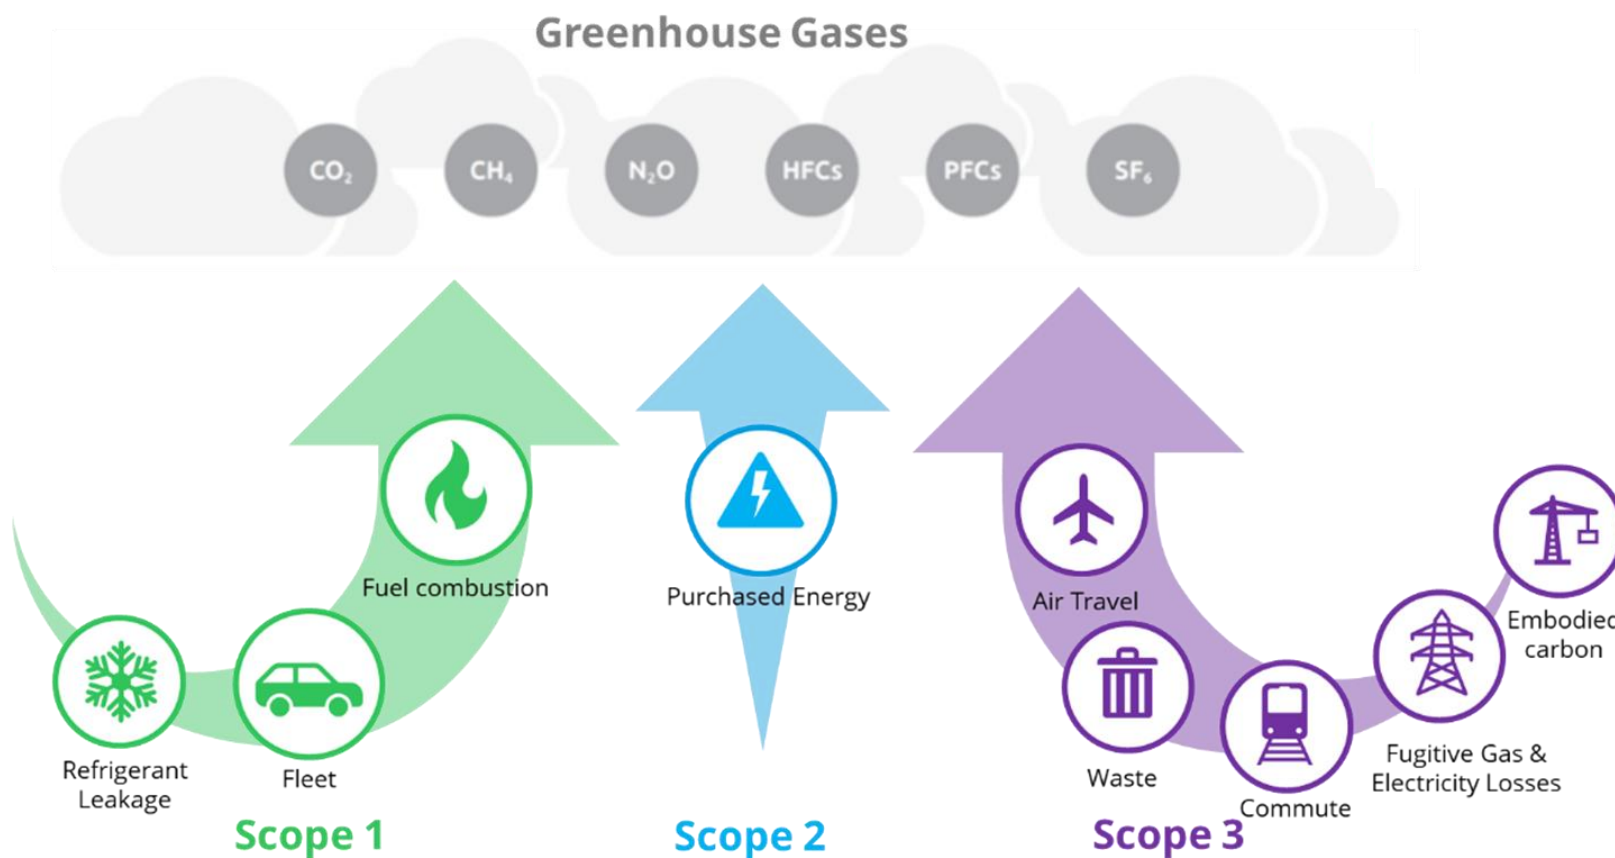 Greenhouse Gases
CO₂ CH₄ N₂O HFCs PFCs SF₆
Fuel combustion
Refrigerant
Leakage
Fleet
Scope 1
Purchased Energy
Scope 2
Air Travel
Waste
Commute
Fugitive Gas &
Electricity Losses
Embodied
carbon
Scope 3